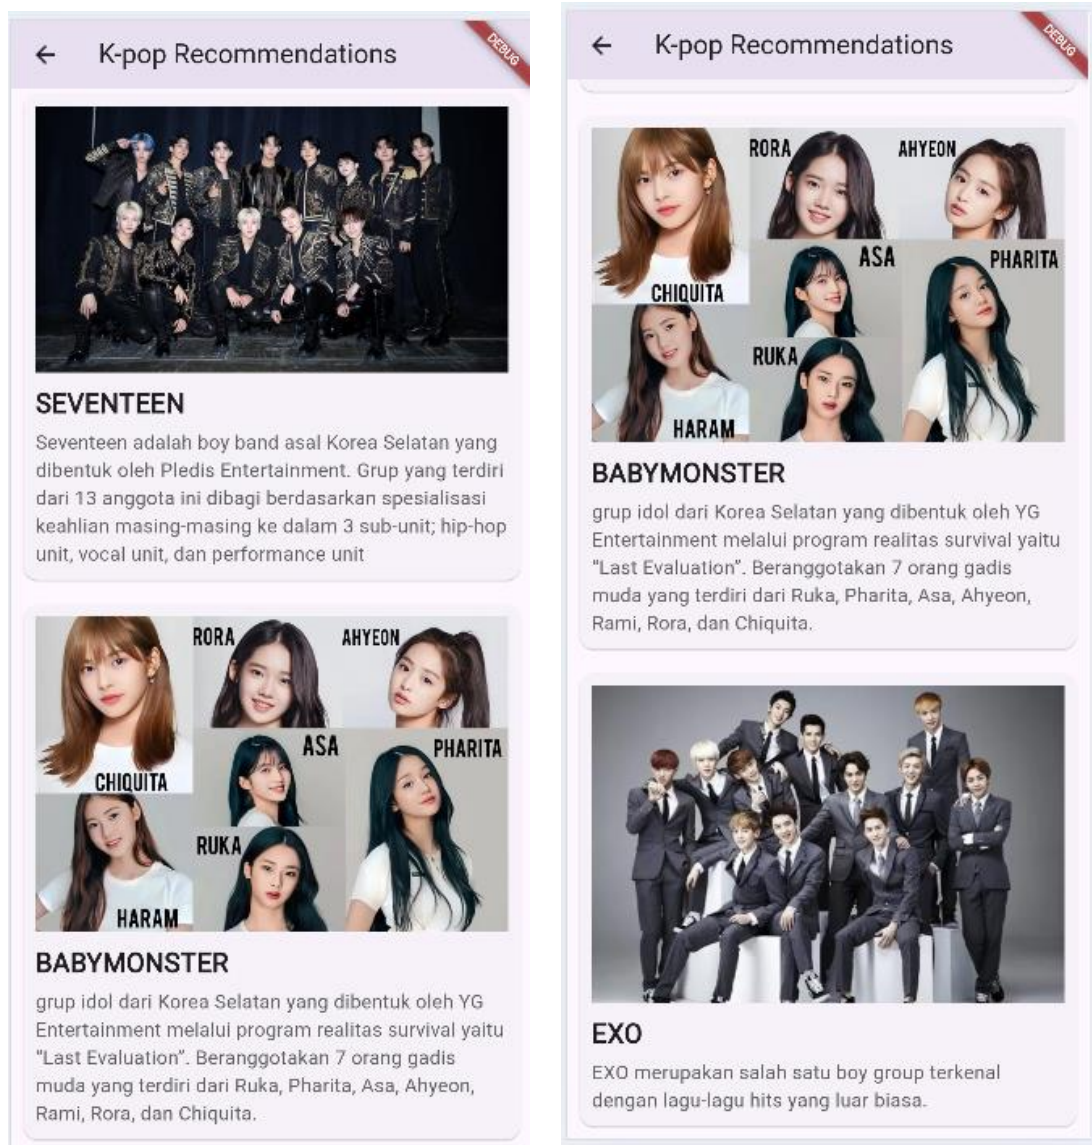 K-pop Recommendations
DEBUG
SEVENTEEN
Seventeen adalah boy band asal Korea Selatan yang
dibentuk oleh Pledis Entertainment. Grup yang terdiri
dari 13 anggota ini dibagi berdasarkan spesialisasi
keahlian masing-masing ke dalam 3 sub-unit; hip-hop
unit, vocal unit, dan performance unit
RORA
AHYEON
ASA
PHARITA
CHIQUITA
RUKA
HARAM
BABYMONSTER
grup idol dari Korea Selatan yang dibentuk oleh YG
Entertainment melalui program realitas survival yaitu
"Last Evaluation”. Beranggotakan 7 orang gadis
muda yang terdiri dari Ruka, Pharita, Asa, Ahyeon,
Rami, Rora, dan Chiquita.
K-pop Recommendations
DEBUG
RORA
AHYEON
ASA
PHARITA
CHIQUITA
RUKA
HARAM
BABYMONSTER
grup idol dari Korea Selatan yang dibentuk oleh YG
Entertainment melalui program realitas survival yaitu
"Last Evaluation”. Beranggotakan 7 orang gadis
muda yang terdiri dari Ruka, Pharita, Asa, Ahyeon,
Rami, Rora, dan Chiquita.
EXO
EXO merupakan salah satu boy group terkenal
dengan lagu-lagu hits yang luar biasa.